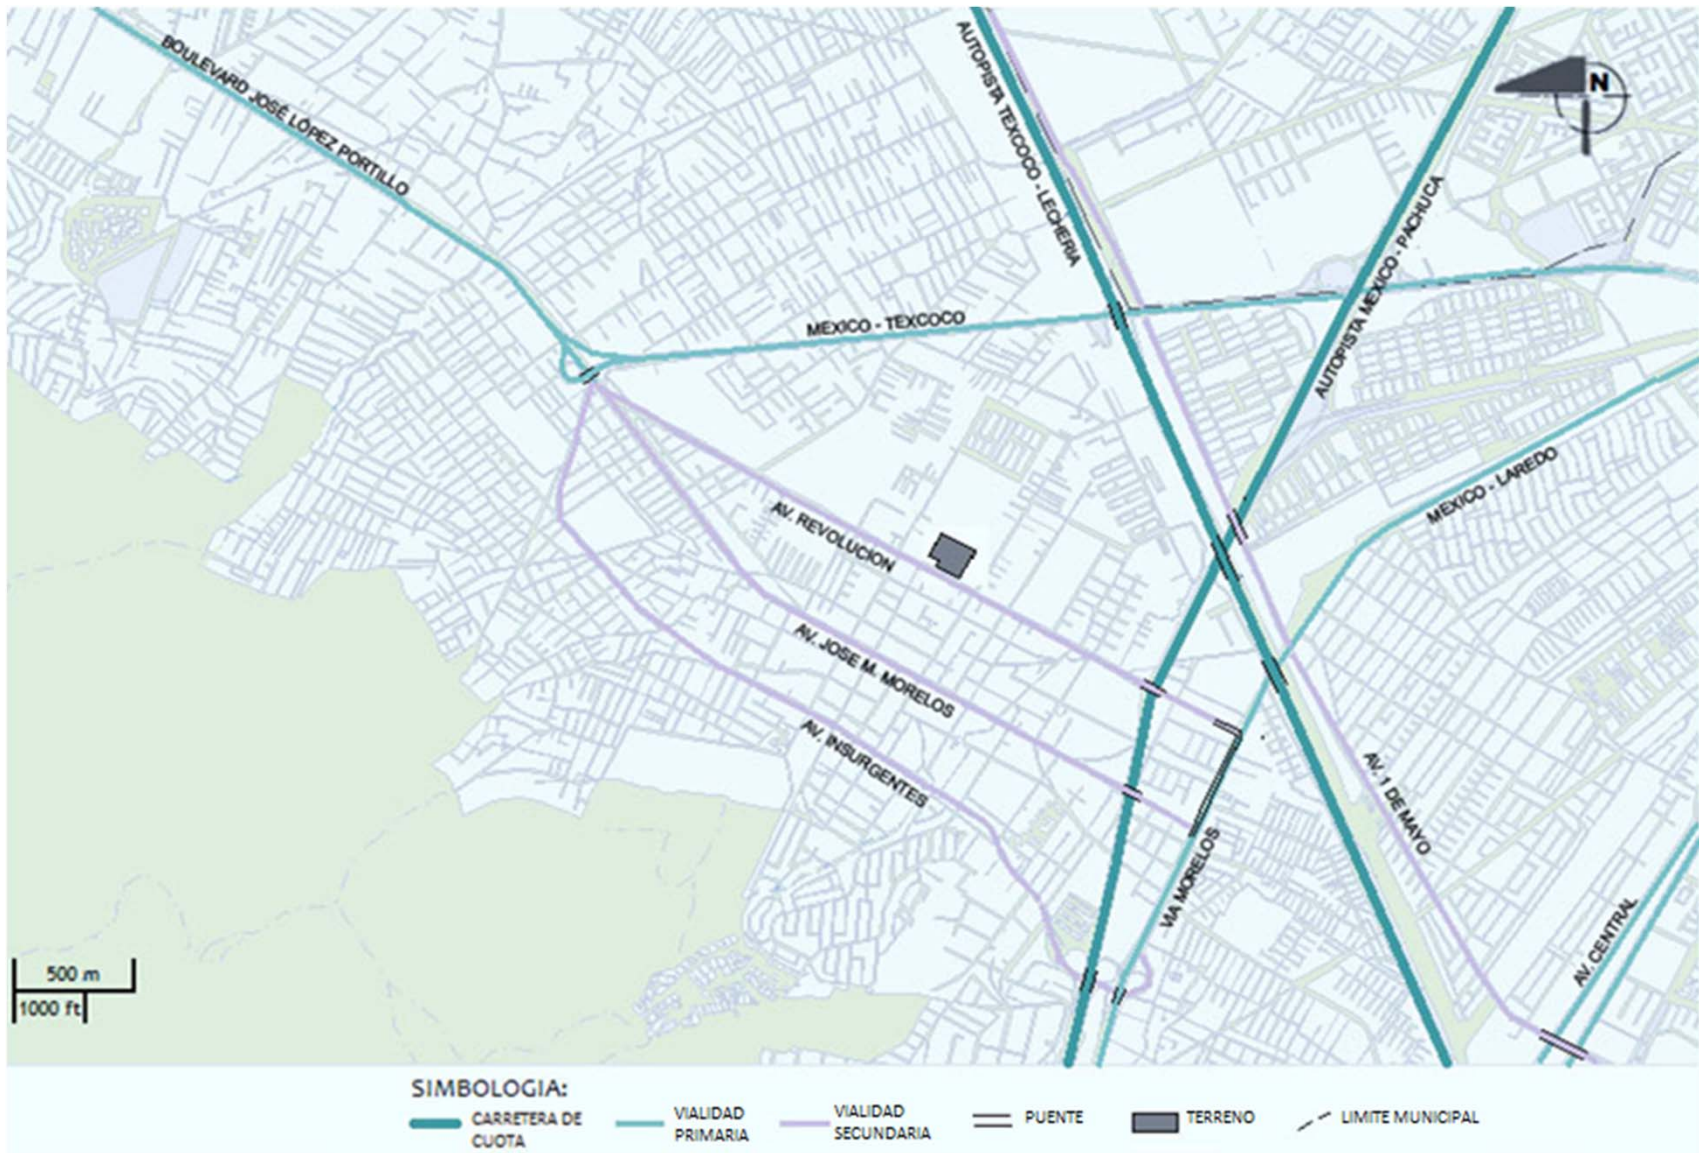 BOULEVARD JOSÉ LÓPEZ PORTILLO
AUTOPISTA TEXCOCO - LECHERIA
N
AUTOPISTA MEXICO - PACHUCA
MEXICO - TEXCOCO
MEXICO - LAREDO
AV. REVOLUCION
AV. JOSE M. MORELOS
AV. INSURGENTES
AV. 1 DE MAYO
VIA MORELOS
AV. CENTRAL
500 m
1000 ft
SIMBOLOGIA:
CARRETERA DE
CUOTA
VIALIDAD
PRIMARIA
VIALIDAD
SECUNDARIA
PUENTE
TERRENO
LIMITE MUNICIPAL